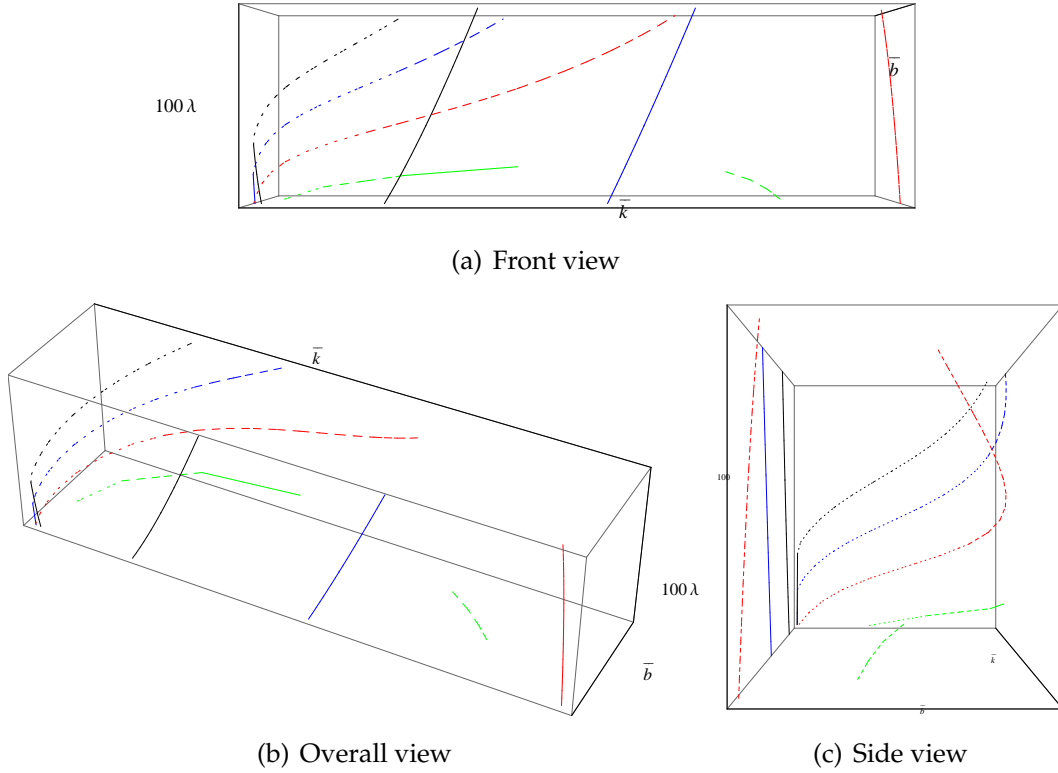 b̅
100 λ
k̅
(a) Front view
k̅
100 λ
b̅
(b) Overall view
100
k̅
b̅
(c) Side view